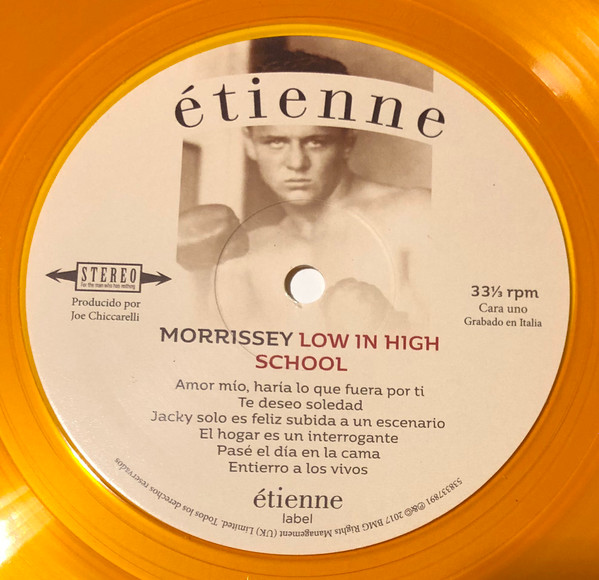 étienne
STEREO
For the man who has nothing
Producido por
Joe Chiccarelli
33⅓ rpm
Cara uno
Grabado en Italia
MORRISSEY LOW IN HIGH
SCHOOL
Amor mío, haría lo que fuera por ti
Te deseo soledad
Jacky solo es feliz subida a un escenario
El hogar es un interrogante
Pasé el día en la cama
Entierro a los vivos
étienne
label
538337891 ℗&© 2017 BMG Rights Management (UK) Limited. Todos los derechos reservados